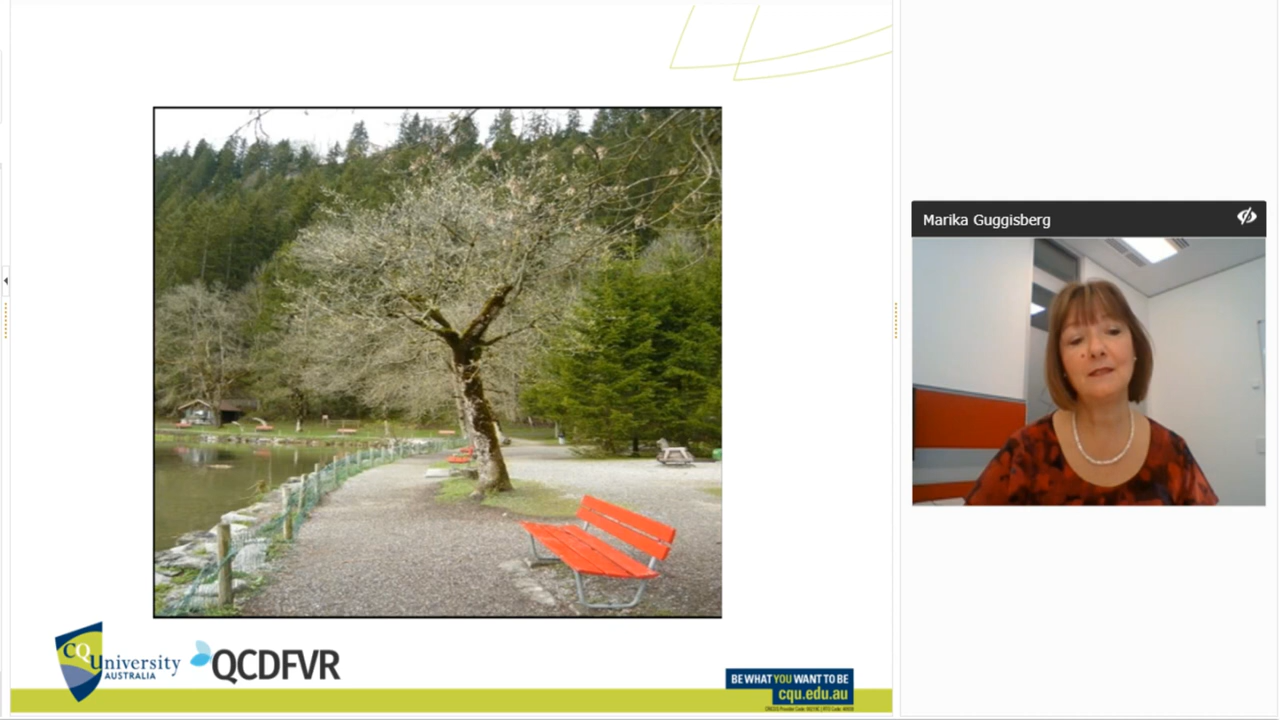 Marika Guggisberg
CQUniversity
AUSTRALIA
QCDFVR
BE WHAT YOU WANT TO BE
cqu.edu.au